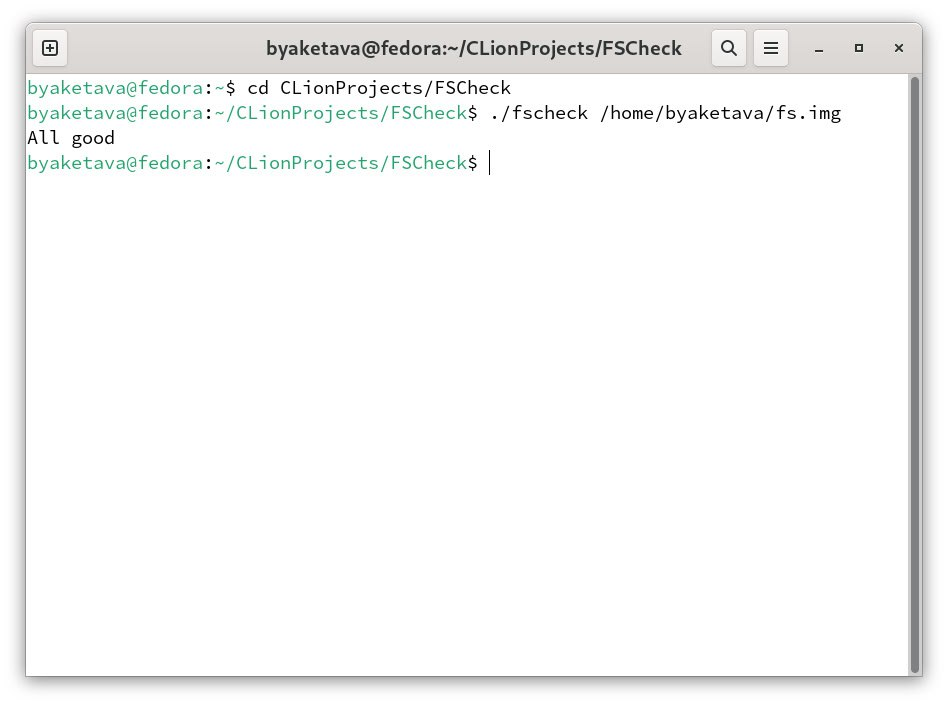 byaketava@fedora:~/CLionProjects/FSCheck
byaketava@fedora:~$ cd CLionProjects/FSCheck
byaketava@fedora:~/CLionProjects/FSCheck$ ./fscheck /home/byaketava/fs.img
All good
byaketava@fedora:~/CLionProjects/FSCheck$